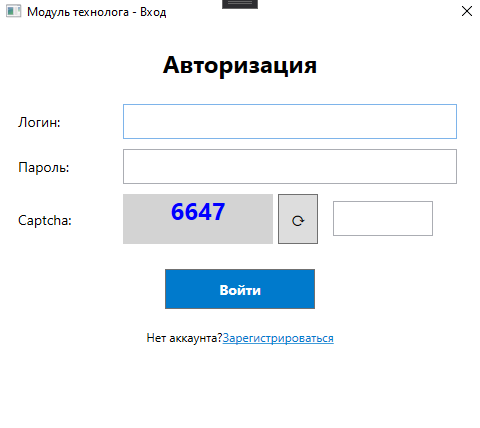 Модуль технолога - Вход
Авторизация
Логин:
Пароль:
Captcha:
6647
Войти
Нет аккаунта?Зарегистрироваться